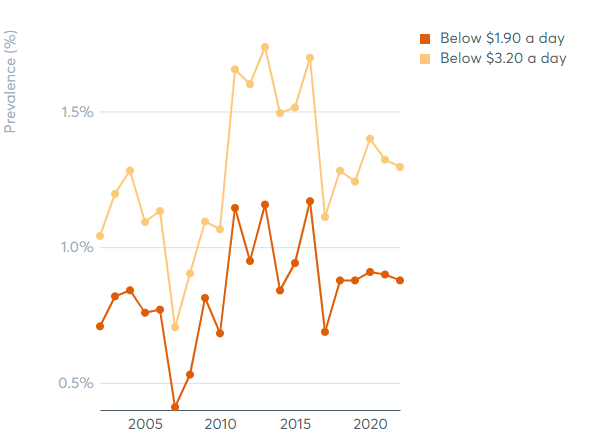 Prevalence (%)
Below $1.90 a day
Below $3.20 a day
1.5%
1.0%
0.5%
2005 2010 2015 2020